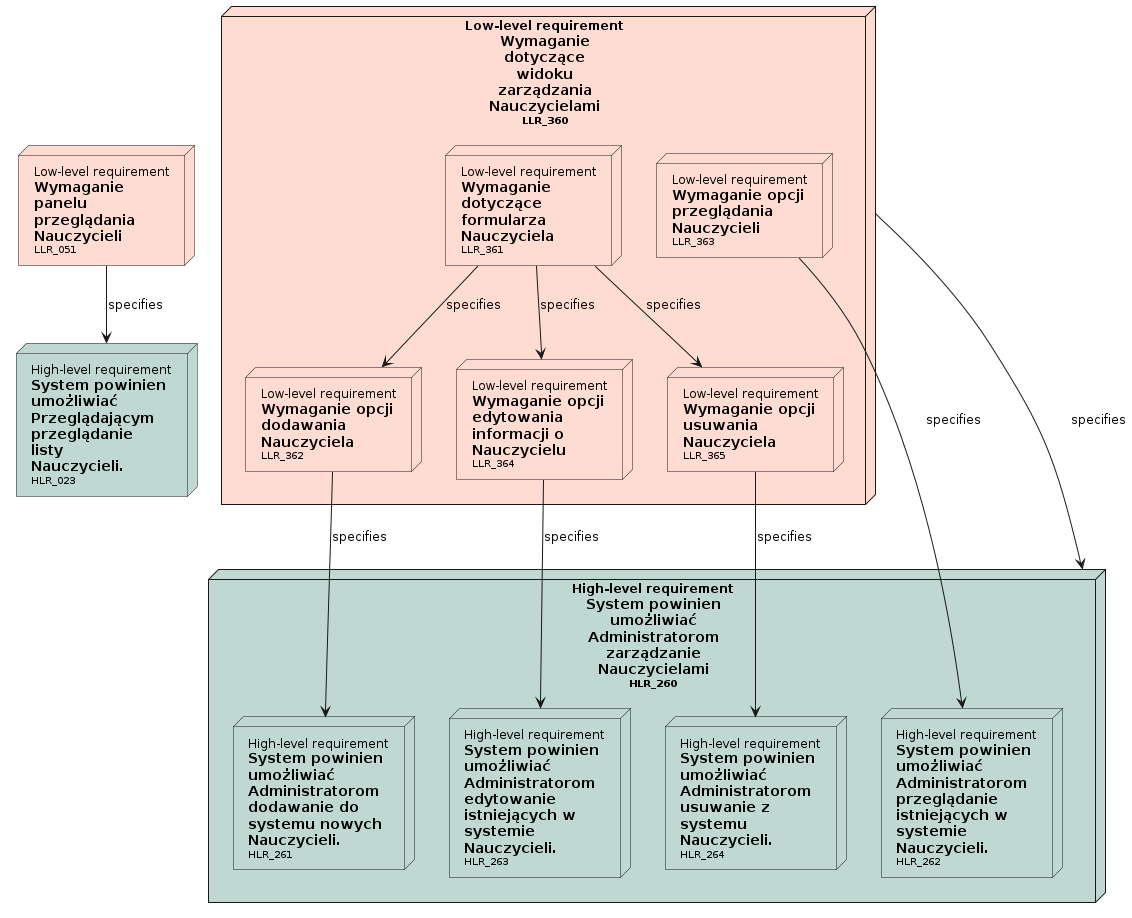 Low-level requirement
Wymaganie
dotyczące
widoku
zarządzania
Nauczycielami
LLR_360
Low-level requirement
Wymaganie
panelu
przeglądania
Nauczycieli
LLR_051
Low-level requirement
Wymaganie
dotyczące
formularza
Nauczyciela
LLR_361
Low-level requirement
Wymaganie opcji
przeglądania
Nauczycieli
LLR_363
specifies
specifies
specifies
specifies
High-level requirement
System powinien
umożliwiać
Przeglądającym
przeglądanie
listy
Nauczycieli.
HLR_023
Low-level requirement
Wymaganie opcji
dodawania
Nauczyciela
LLR_362
Low-level requirement
Wymaganie opcji
edytowania
informacji o
Nauczycielu
LLR_364
Low-level requirement
Wymaganie opcji
usuwania
Nauczyciela
LLR_365
specifies
specifies
specifies
specifies
specifies
High-level requirement
System powinien
umożliwiać
Administratorom
zarządzanie
Nauczycielami
HLR_260
High-level requirement
System powinien
umożliwiać
Administratorom
dodawanie do
systemu nowych
Nauczycieli.
HLR_261
High-level requirement
System powinien
umożliwiać
Administratorom
edytowanie
istniejących w
systemie
Nauczycieli.
HLR_263
High-level requirement
System powinien
umożliwiać
Administratorom
usuwanie z
systemu
Nauczycieli.
HLR_264
High-level requirement
System powinien
umożliwiać
Administratorom
przeglądanie
istniejących w
systemie
Nauczycieli.
HLR_262